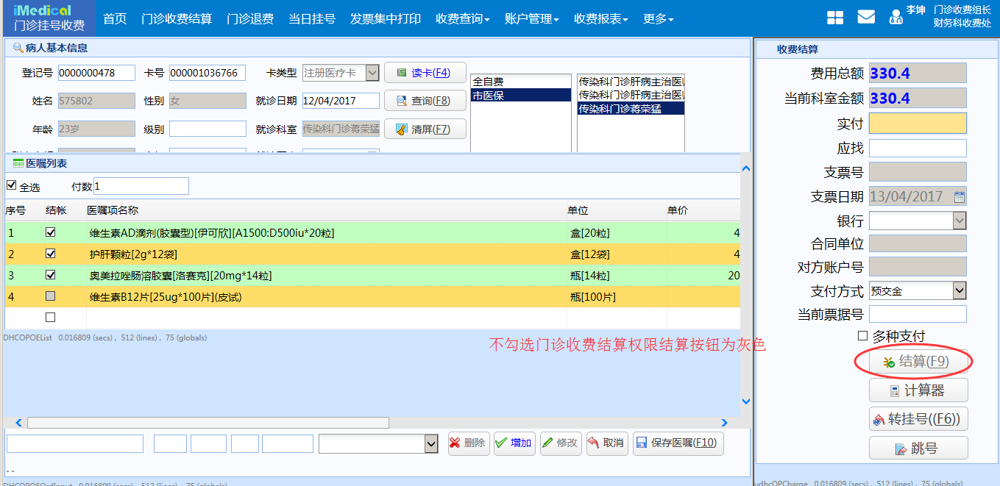 iMedical
门诊挂号收费
首页 门诊收费结算 门诊退费 当日挂号 发票集中打印 收费查询 账户管理 收费报表 更多
李坤 门诊收费组长
财务科收费处
病人基本信息
登记号 0000000478 卡号 000001036766 卡类型 注册医疗卡 读卡(F4)
姓名 575802 性别 女 就诊日期 12/04/2017 查询(F8)
年龄 23岁 级别 就诊科室 传染科门诊蒋荣猛 清屏(F7)
全自费
市医保
传染科门诊肝病主治医
传染科门诊肝病主治医
传染科门诊蒋荣猛
医嘱列表
全选 付数 1
序号 结帐 医嘱项名称 单位 单价
1 维生素AD滴剂(胶囊型)[伊可欣][A1500:D500iu*20粒] 盒[20粒] 4
2 护肝颗粒[2g*12袋] 盒[12袋] 4
3 奥美拉唑肠溶胶囊[洛赛克][20mg*14粒] 瓶[14粒] 20
4 维生素B12片[25ug*100片](皮试) 瓶[100片]
DHCOPOEList 0.016809 (secs) , 512 (lines) , 75 (globals)
不勾选门诊收费结算权限结算按钮为灰色
删除 增加 修改 取消 保存医嘱(F10)
- -
DHCOPOEOrdInput 0.016809 (secs) , 512 (lines) , 75 (globals)
收费结算
费用总额 330.4
当前科室金额 330.4
实付
应找
支票号
支票日期 13/04/2017
银行
合同单位
对方账户号
支付方式 预交金
当前票据号
多种支付
结算(F9)
计算器
转挂号((F6))
跳号
udhcOPCharge 0.016809 (secs) , 512 (lines) , 75 (globals)